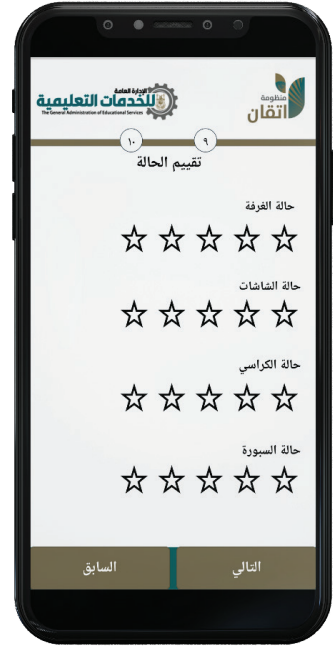 منظومة
اتقان
الإدارة العامة
للخدمات التعليمية
The General Administration of Educational Services
٩
١٠
تقييم الحالة
حالة الغرفة
حالة الشاشات
حالة الكراسي
حالة السبورة
التالي
السابق